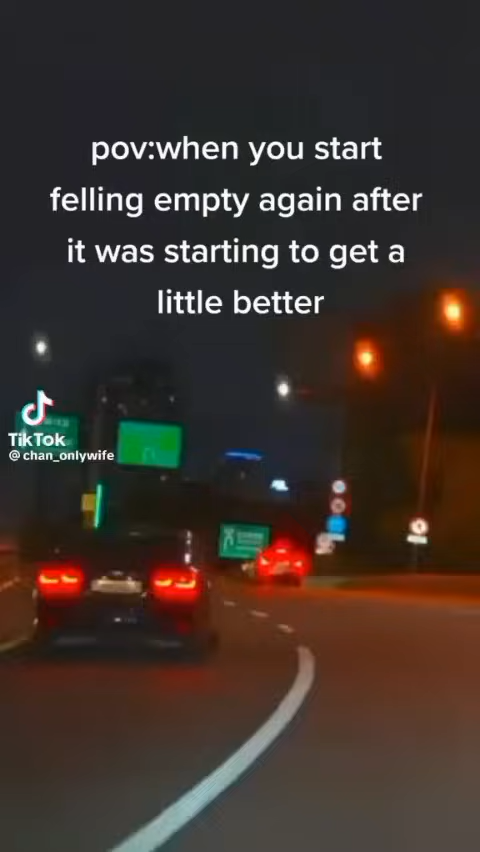 pov:when you start
felling empty again after
it was starting to get a
little better
TikTok
@chan_onlywife